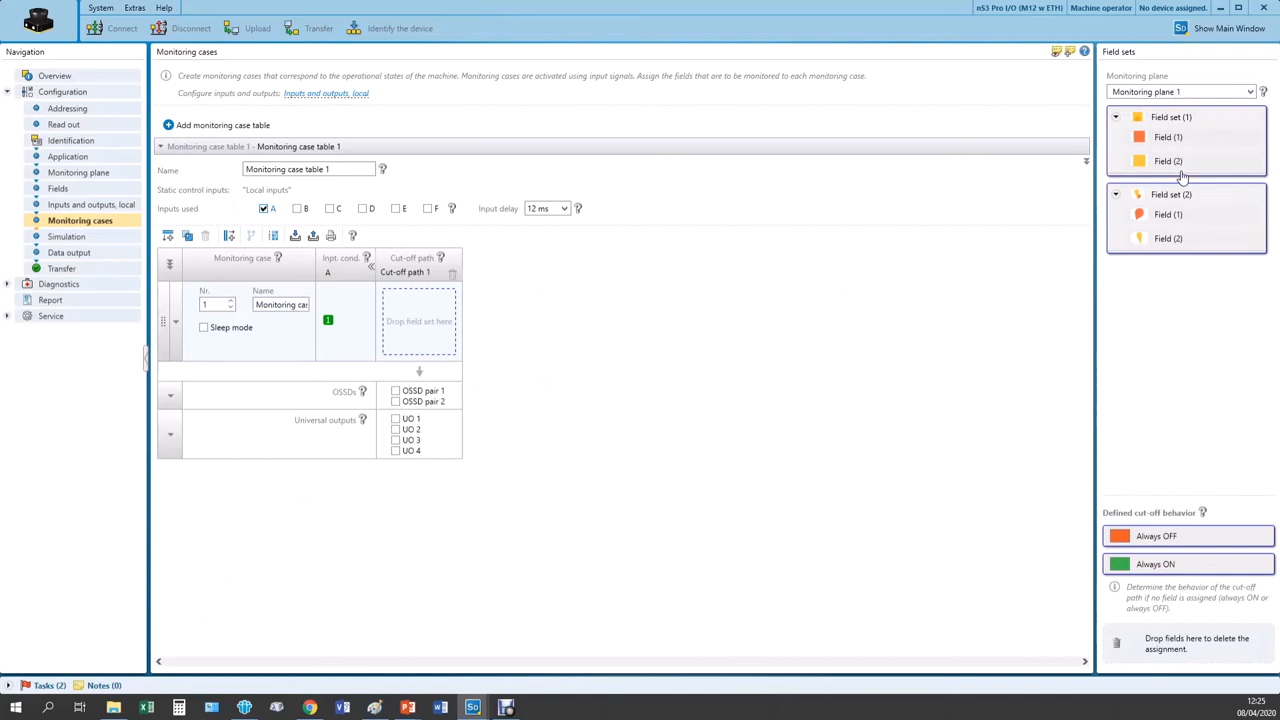 System Extras Help
nS3 Pro I/O (M12 w ETH) Machine operator No device assigned.
Connect Disconnect Upload Transfer Identify the device
So Show Main Window
Navigation
Overview
Configuration
Addressing
Read out
Identification
Application
Monitoring plane
Fields
Inputs and outputs, local
Monitoring cases
Simulation
Data output
Transfer
Diagnostics
Report
Service
Monitoring cases
Create monitoring cases that correspond to the operational states of the machine. Monitoring cases are activated using input signals. Assign the fields that are to be monitored to each monitoring case.
Configure inputs and outputs: Inputs and outputs, local
Add monitoring case table
Monitoring case table 1 - Monitoring case table 1
Name Monitoring case table 1
Static control inputs: "Local inputs"
Inputs used A B C D E F Input delay 12 ms
Monitoring case Inpt. cond. Cut-off path
A Cut-off path 1
Nr. Name
1 Monitoring cas
Sleep mode
1
Drop field set here
OSSDs
OSSD pair 1
OSSD pair 2
Universal outputs
UO 1
UO 2
UO 3
UO 4
Field sets
Monitoring plane
Monitoring plane 1
Field set (1)
Field (1)
Field (2)
Field set (2)
Field (1)
Field (2)
Defined cut-off behavior
Always OFF
Always ON
Determine the behavior of the cut-off
path if no field is assigned (always ON or
always OFF).
Drop fields here to delete the
assignment.
Tasks (2) Notes (0)
12:25
08/04/2020